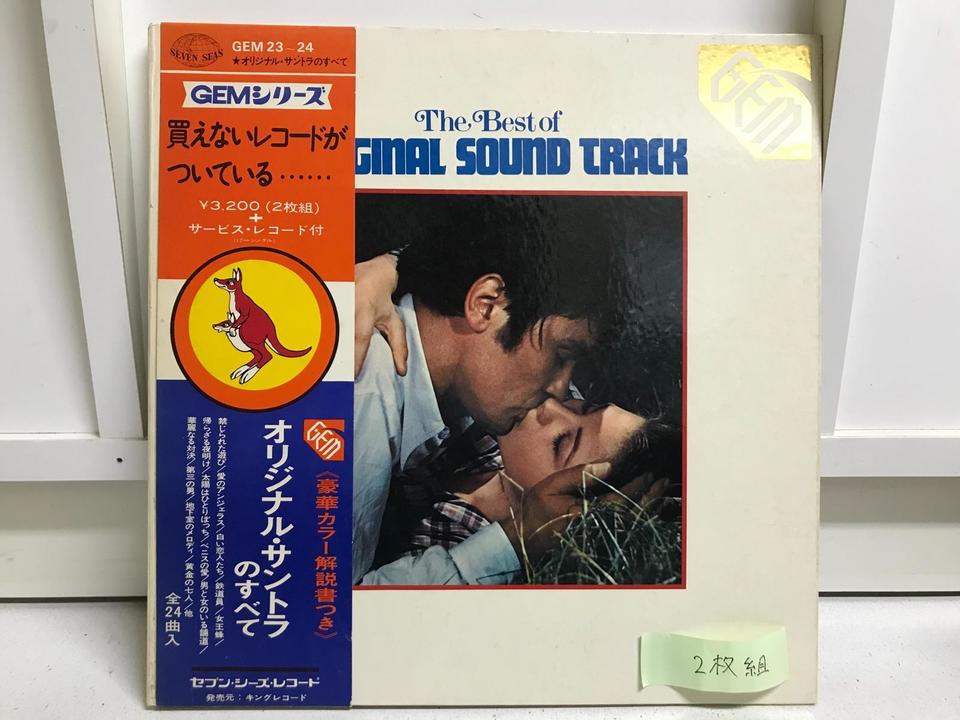 SEVEN SEAS
GEM 23~24
★オリジナル・サントラのすべて
GEMシリーズ
買えないレコードが
ついている……
¥3,200(2枚組)
+
サービス・レコード付
GEM
《豪華カラー解説書つき》
オリジナル・サントラ
のすべて
禁じられた遊び/愛のアンジェラス/白い恋人たち/鉄道員/女王蜂/
帰らざる夜明け/太陽はひとりぼっち/ベニスの愛/男と女のいる舗道/
華麗なる対決/第三の男/地下室のメロディ/黄金の七人/他
全24曲入
セブン・シーズ・レコード
発売元:キングレコード
The Best of
GINAL SOUND TRACK
GEM
2枚組